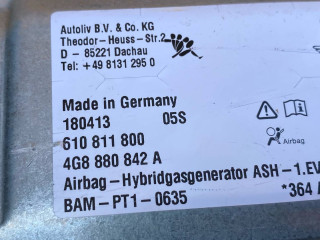 Autoliv B.V. & Co. KG
Theodor - Heuss - Str.2
D - 85221 Dachau
Tel: +49 8131 295 0
Made in Germany
180413 05S
610 811 800
4G8 880 842 A
Airbag
Airbag - Hybridgasgenerator ASH - 1.EV
BAM - PT1 - 0635 *364